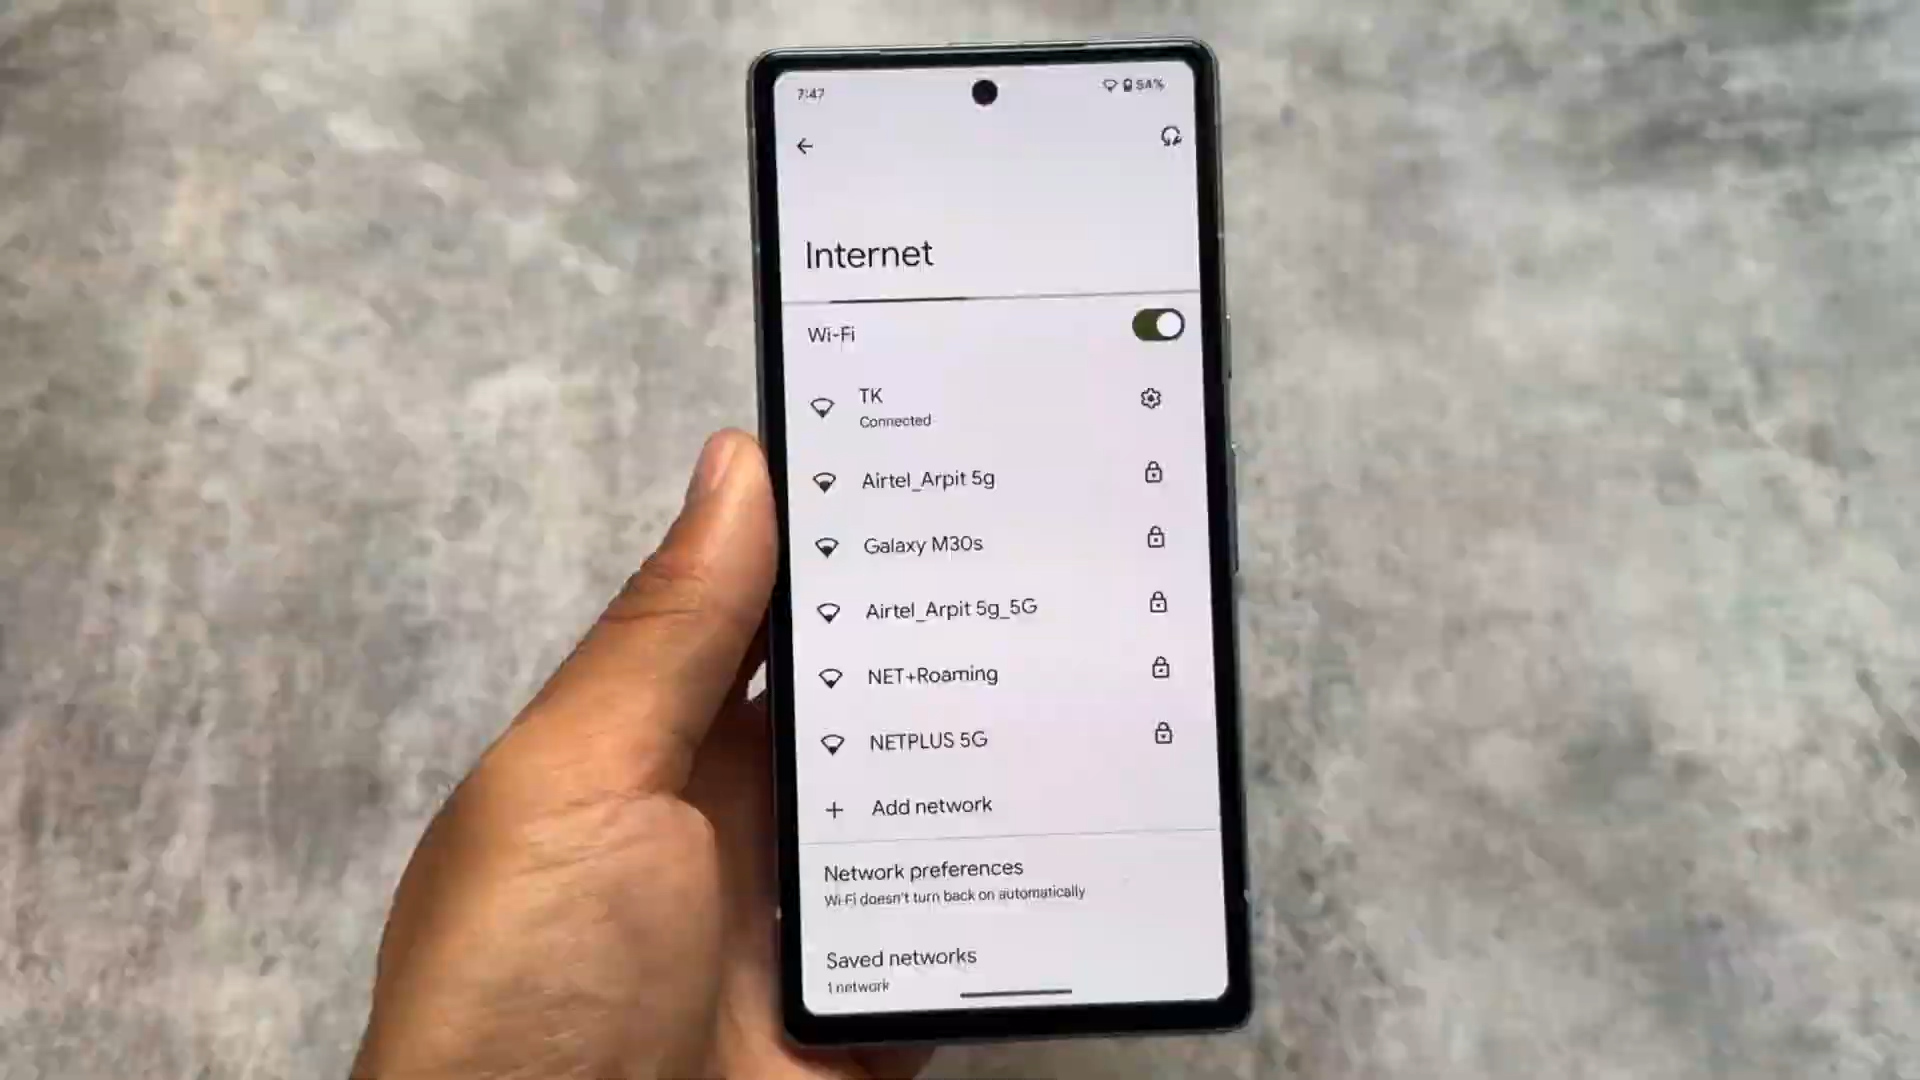 7:47
54%
Internet
Wi-Fi
TK
Connected
Airtel_Arpit 5g
Galaxy M30s
Airtel_Arpit 5g_5G
NET+Roaming
NETPLUS 5G
+ Add network
Network preferences
Wi-Fi doesn't turn back on automatically
Saved networks
1 network